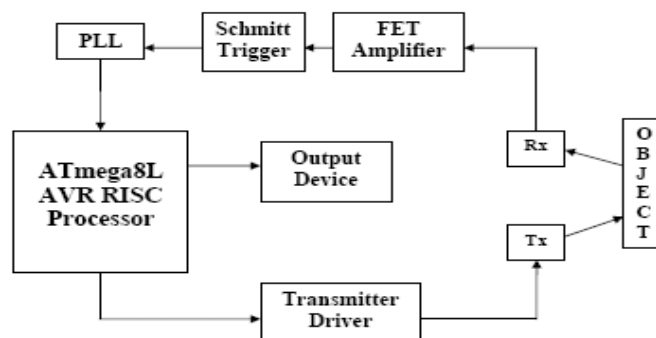 PLL
Schmitt
Trigger
FET
Amplifier
ATmega8L
AVR RISC
Processor
Output
Device
Rx
Tx
O
B
J
E
C
T
Transmitter
Driver